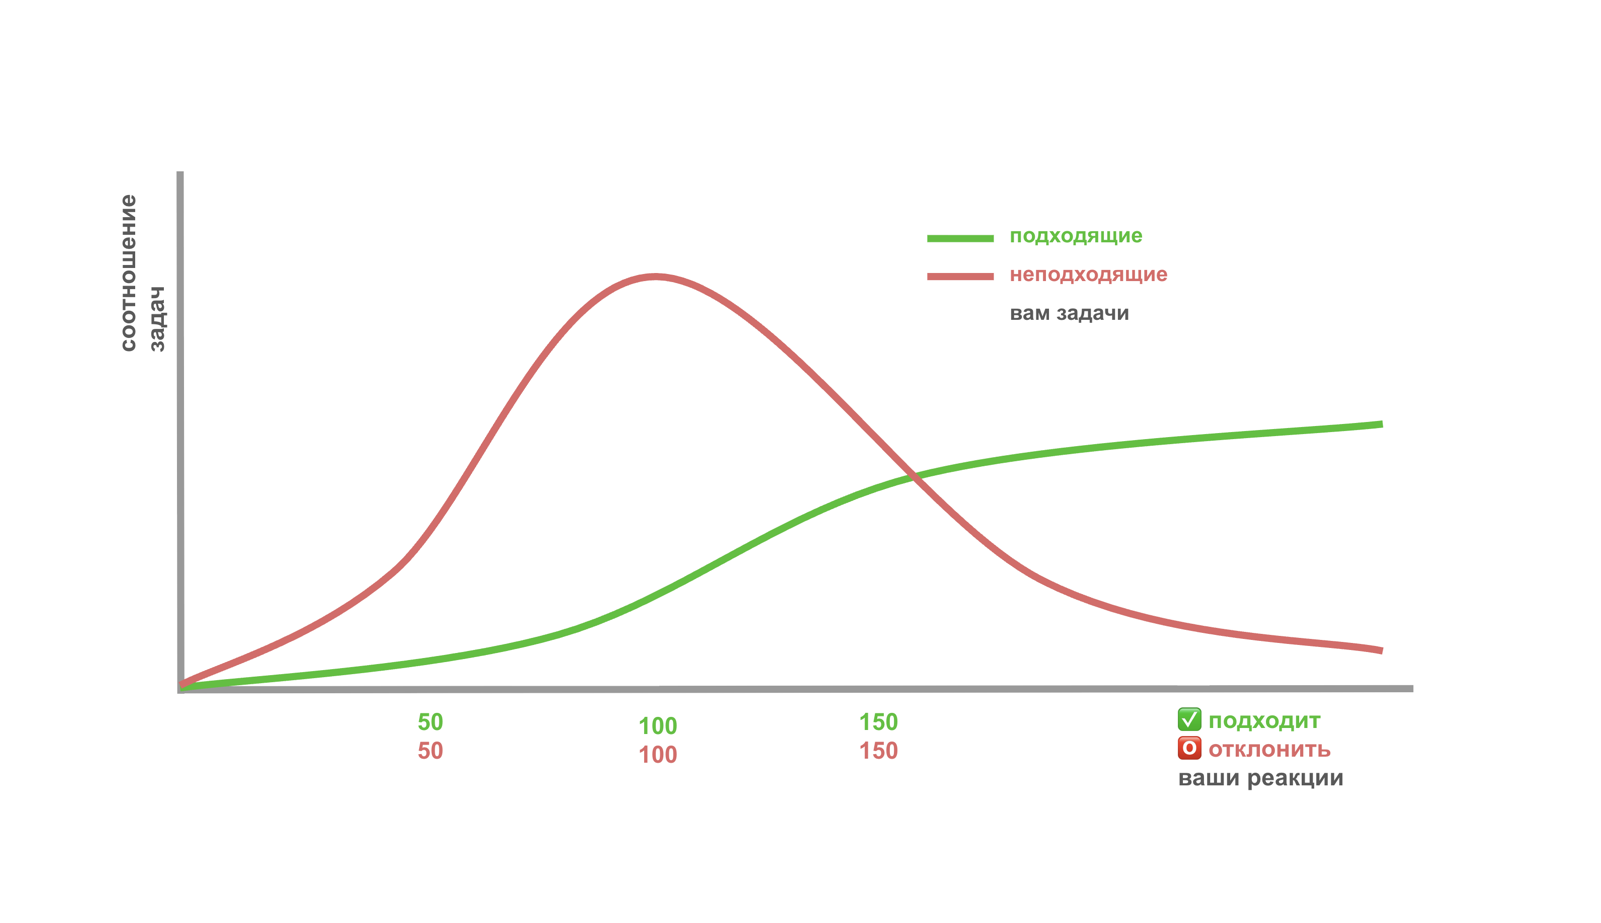 соотношение
задач
подходящие
неподходящие
вам задачи
50
50
100
100
150
150
✅ подходит
🅾 отклонить
ваши реакции